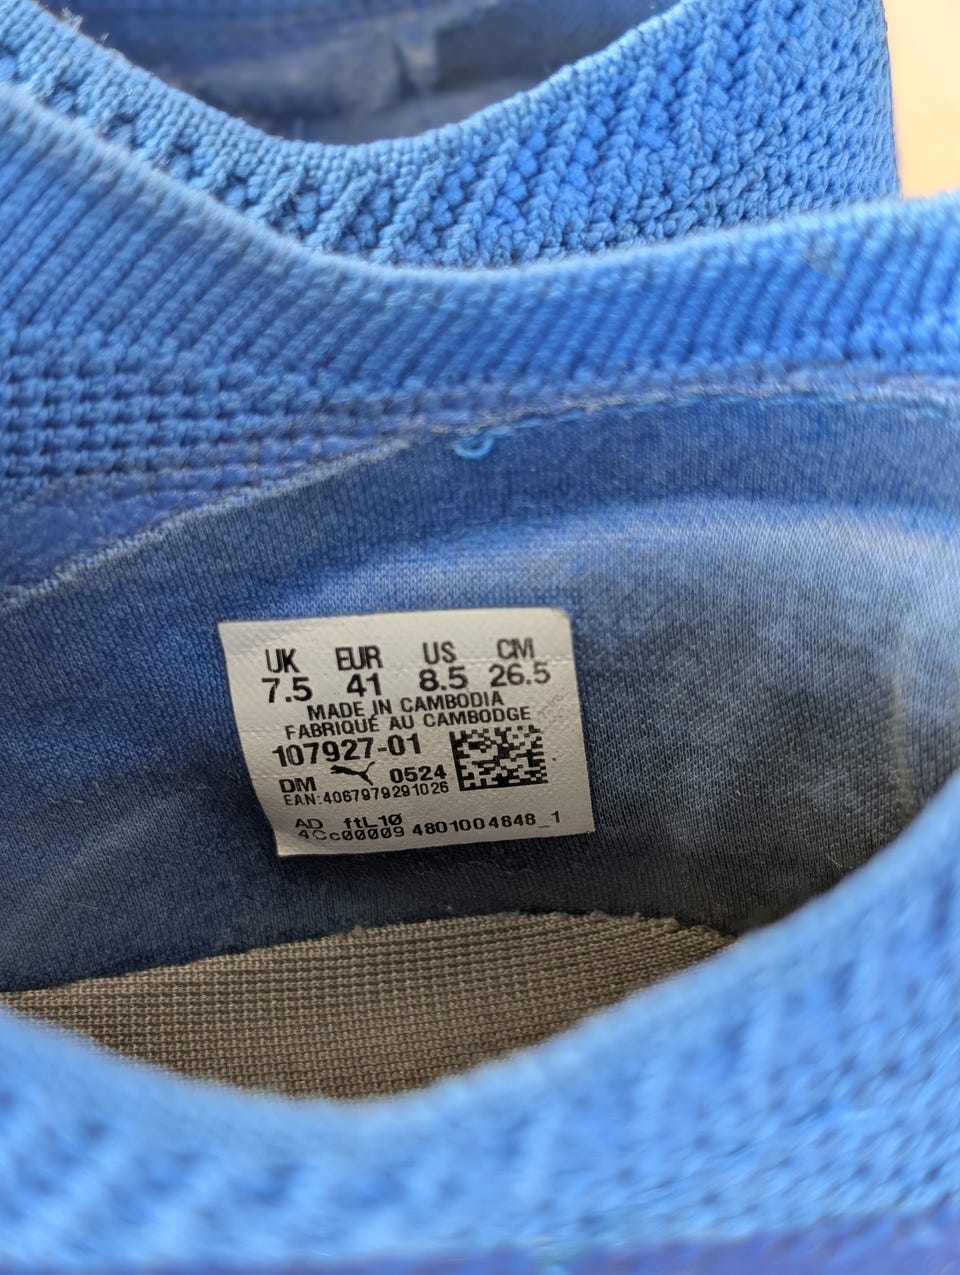 UK EUR US CM
7.5 41 8.5 26.5
MADE IN CAMBODIA
FABRIQUÉ AU CAMBODGE
107927-01
DM 0524
EAN:4067979291026
AD ftL10
4Cc00009 4801004848_1